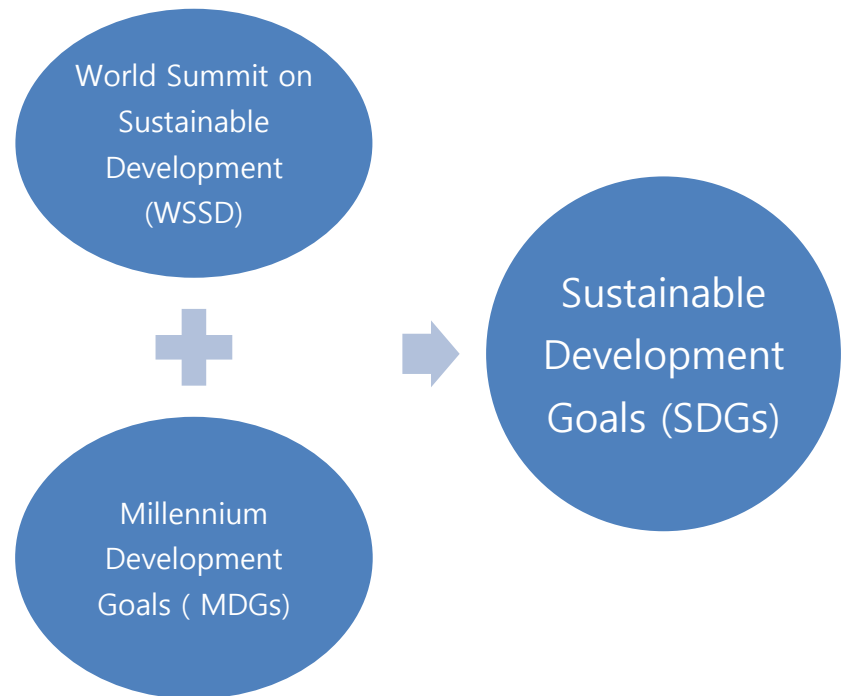 World Summit on
Sustainable
Development
(WSSD)
Millennium
Development
Goals ( MDGs)
Sustainable
Development
Goals (SDGs)